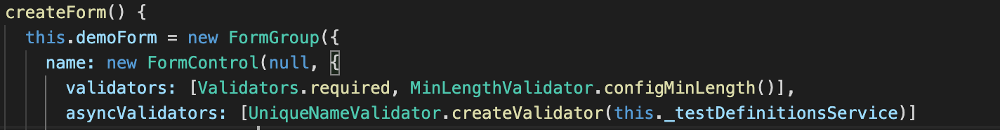 createForm() {
this.demoForm = new FormGroup({
name: new FormControl(null, {
validators: [Validators.required, MinLengthValidator.configMinLength()],
asyncValidators: [UniqueNameValidator.createValidator(this._testDefinitionsService)]